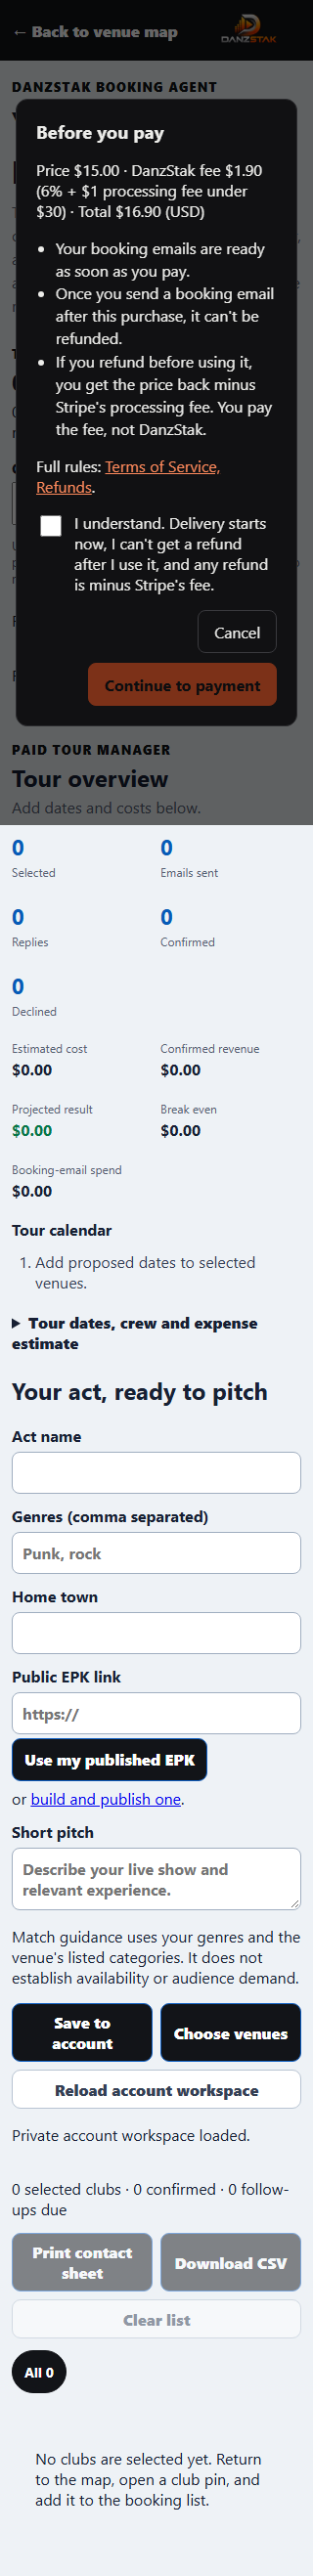 ← Back to venue map
DANZSTAK
DANZSTAK BOOKING AGENT
Before you pay
Price $15.00 · DanzStak fee $1.90
(6% + $1 processing fee under
$30) · Total $16.90 (USD)
• Your booking emails are ready
as soon as you pay.
• Once you send a booking email
after this purchase, it can't be
refunded.
• If you refund before using it,
you get the price back minus
Stripe's processing fee. You pay
the fee, not DanzStak.
Full rules: Terms of Service,
Refunds.
I understand. Delivery starts
now, I can't get a refund
after I use it, and any refund
is minus Stripe's fee.
Cancel
Continue to payment
PAID TOUR MANAGER
Tour overview
Add dates and costs below.
0 0
Selected Emails sent
0 0
Replies Confirmed
0
Declined
Estimated cost Confirmed revenue
$0.00 $0.00
Projected result Break even
$0.00 $0.00
Booking-email spend
$0.00
Tour calendar
1. Add proposed dates to selected
venues.
▶ Tour dates, crew and expense
estimate
Your act, ready to pitch
Act name
Genres (comma separated)
Punk, rock
Home town
Public EPK link
https://
Use my published EPK
or build and publish one.
Short pitch
Describe your live show and
relevant experience.
Match guidance uses your genres and the
venue's listed categories. It does not
establish availability or audience demand.
Save to
account
Choose venues
Reload account workspace
Private account workspace loaded.
0 selected clubs · 0 confirmed · 0 follow-
ups due
Print contact
sheet
Download CSV
Clear list
All 0
No clubs are selected yet. Return
to the map, open a club pin, and
add it to the booking list.